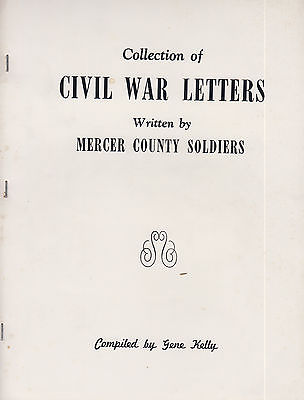 Collection of
CIVIL WAR LETTERS
Written by
MERCER COUNTY SOLDIERS
Compiled by Gene Kelly